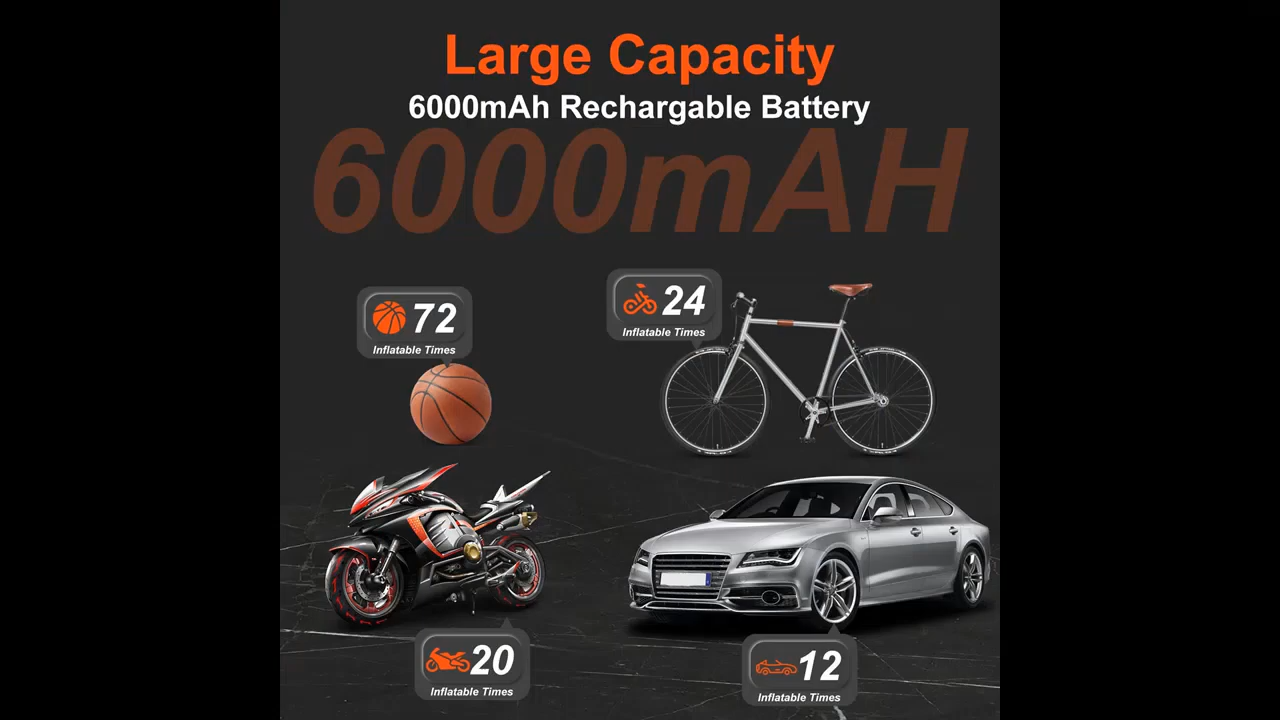 Large Capacity
6000mAh Rechargable Battery
6000mAH
72
Inflatable Times
24
Inflatable Times
20
Inflatable Times
12
Inflatable Times